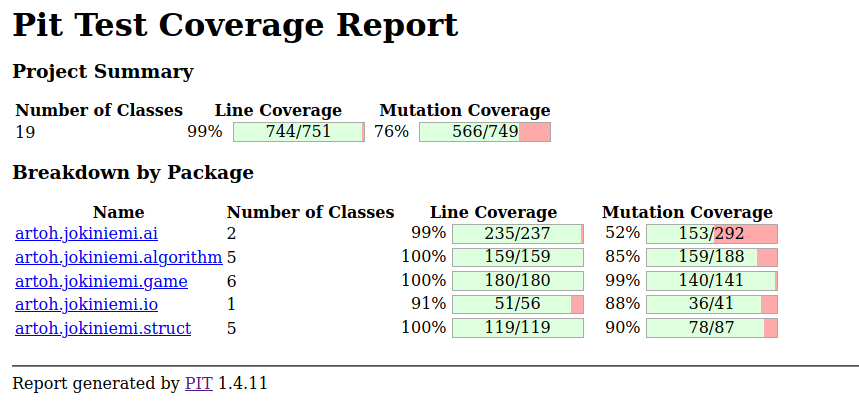 Pit Test Coverage Report
Project Summary
Number of Classes Line Coverage Mutation Coverage
19 99% 744/751 76% 566/749
Breakdown by Package
Name Number of Classes Line Coverage Mutation Coverage
artoh.jokiniemi.ai 2 99% 235/237 52% 153/292
artoh.jokiniemi.algorithm 5 100% 159/159 85% 159/188
artoh.jokiniemi.game 6 100% 180/180 99% 140/141
artoh.jokiniemi.io 1 91% 51/56 88% 36/41
artoh.jokiniemi.struct 5 100% 119/119 90% 78/87
Report generated by PIT 1.4.11